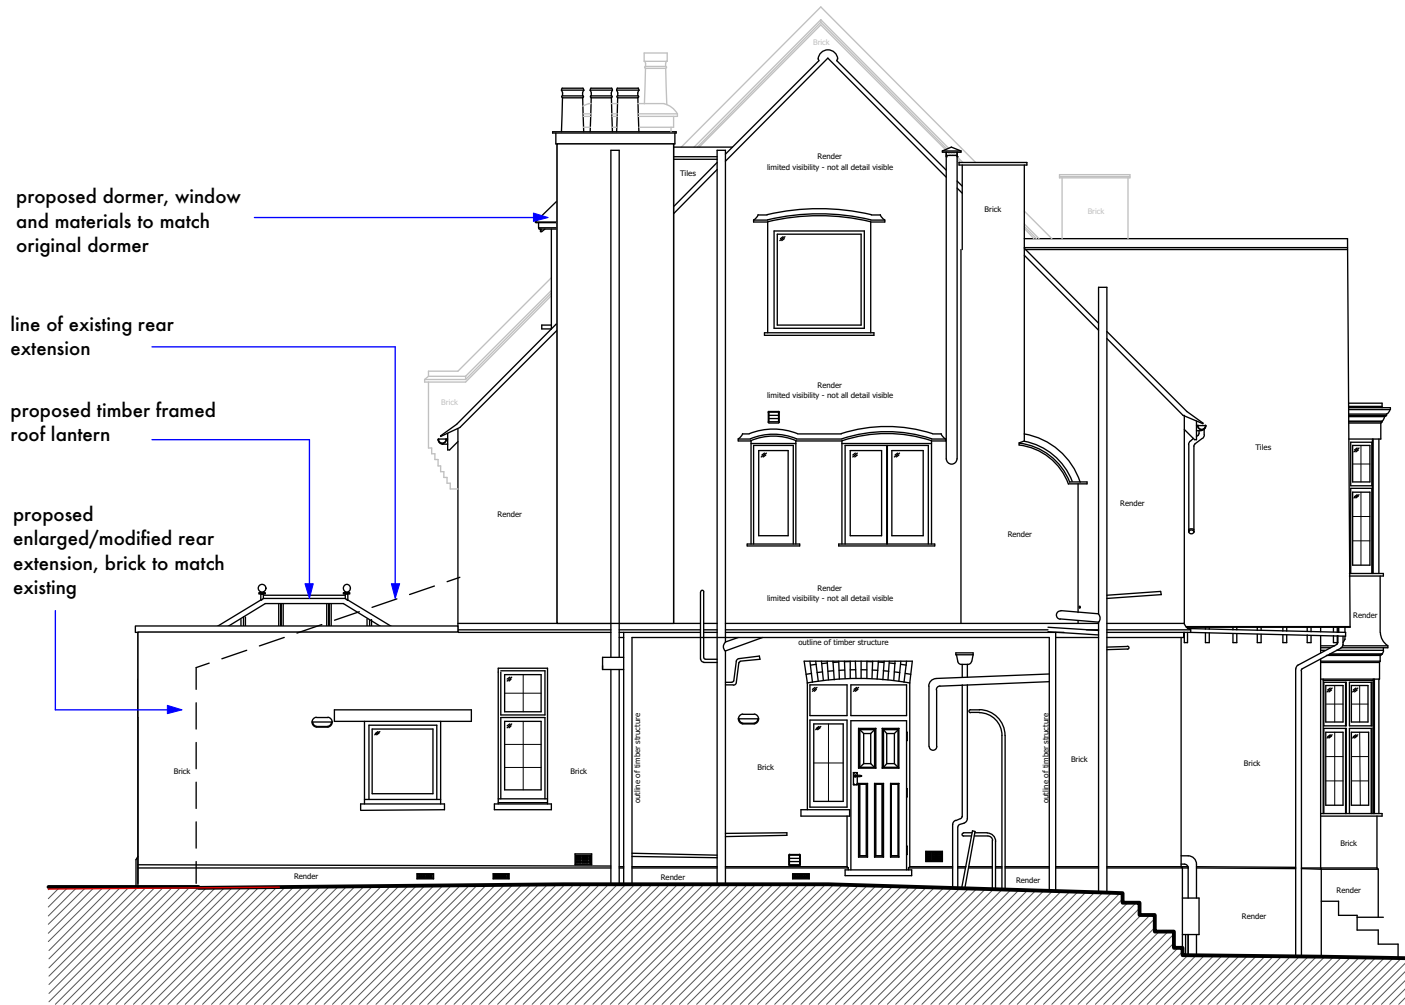 Brick
Render
limited visibility - not all detail visible
Tiles
Brick
Brick
proposed dormer, window
and materials to match
original dormer
line of existing rear
extension
proposed timber framed
roof lantern
proposed
enlarged/modified rear
extension, brick to match
existing
Brick
Render
limited visibility - not all detail visible
Tiles
Render
Render
Render
Render
limited visibility - not all detail visible
Render
outline of timber structure
outline of timber structure
outline of timber structure
Brick
Brick
Brick
Brick
Brick
Brick
Render
Render
Render
Render
Render